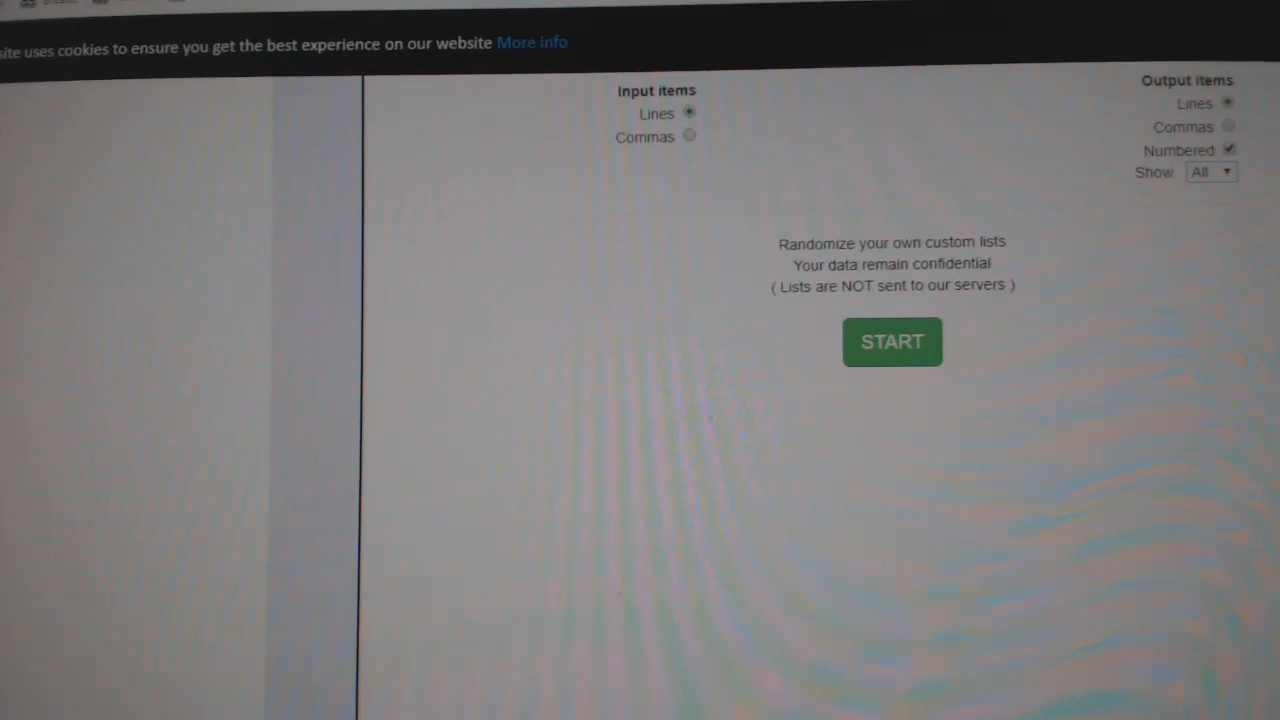 site uses cookies to ensure you get the best experience on our website More info
Input items
Lines
Commas
Output items
Lines
Commas
Numbered
Show All
Randomize your own custom lists
Your data remain confidential
( Lists are NOT sent to our servers )
START